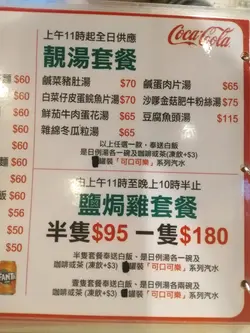 上午11時起全日供應
Coca-Cola
靚湯套餐
鹹菜豬肚湯 $70
鹹蛋肉片湯 $65
白菜仔皮蛋鯇魚片湯 $70
沙嗲金菇肥牛粉絲湯 $75
鮮茄牛肉蛋花湯 $65
豆腐魚頭湯 $115
雜錦冬瓜粒湯 $65
以上任選一款，奉送白飯
是日例湯各一碗及咖啡或茶(凍飲+$3)
罐裝「可口可樂」系列汽水
由上午11時至晚上10時半止
鹽焗雞套餐
半隻$95 一隻$180
半隻套餐奉送白飯、是日例湯各一碗及
咖啡或茶 (凍飲+$3) 罐裝「可口可樂」系列汽水
壹隻套餐奉送白飯、是日例湯各兩碗及
咖啡或茶 (凍飲+$3) 罐裝「可口可樂」系列汽水
$60
$60
$60
$60
$60
$60
飯 $60
$56
$50
$50
FANTA